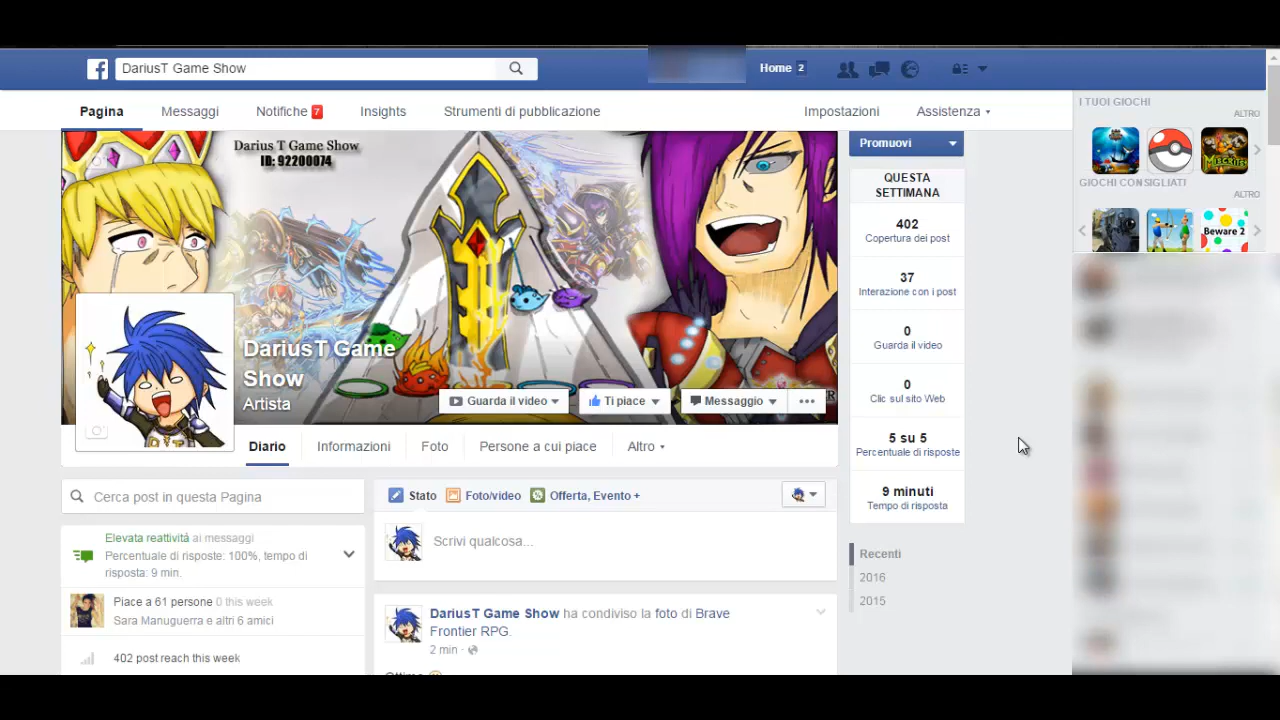 DariusT Game Show
Home 2
Pagina Messaggi Notifiche 7 Insights Strumenti di pubblicazione Impostazioni Assistenza
Darius T Game Show
ID: 92200074
DariusT Game
Show
Artista
Guarda il video Ti piace Messaggio ...
Diario Informazioni Foto Persone a cui piace Altro
Promuovi
QUESTA
SETTIMANA
402
Copertura dei post
37
Interazione con i post
0
Guarda il video
0
Clic sul sito Web
5 su 5
Percentuale di risposte
9 minuti
Tempo di risposta
Recenti
2016
2015
I TUOI GIOCHI
ALTRO
GIOCHI CONSIGLIATI
ALTRO
Beware 2
Cerca post in questa Pagina
Elevata reattività ai messaggi
Percentuale di risposte: 100%, tempo di
risposta: 9 min.
Piace a 61 persone 0 this week
Sara Manuguerra e altri 6 amici
402 post reach this week
Stato Foto/video Offerta, Evento +
Scrivi qualcosa...
DariusT Game Show ha condiviso la foto di Brave
Frontier RPG.
2 min